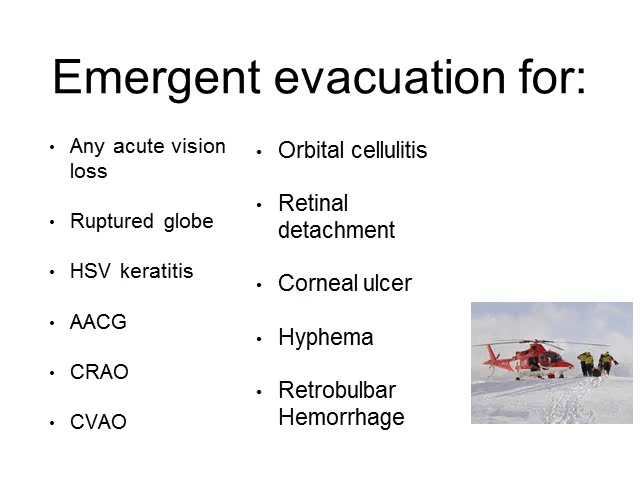 Emergent evacuation for:
• Any acute vision
loss
• Ruptured globe
• HSV keratitis
• AACG
• CRAO
• CVAO
• Orbital cellulitis
• Retinal
detachment
• Corneal ulcer
• Hyphema
• Retrobulbar
Hemorrhage